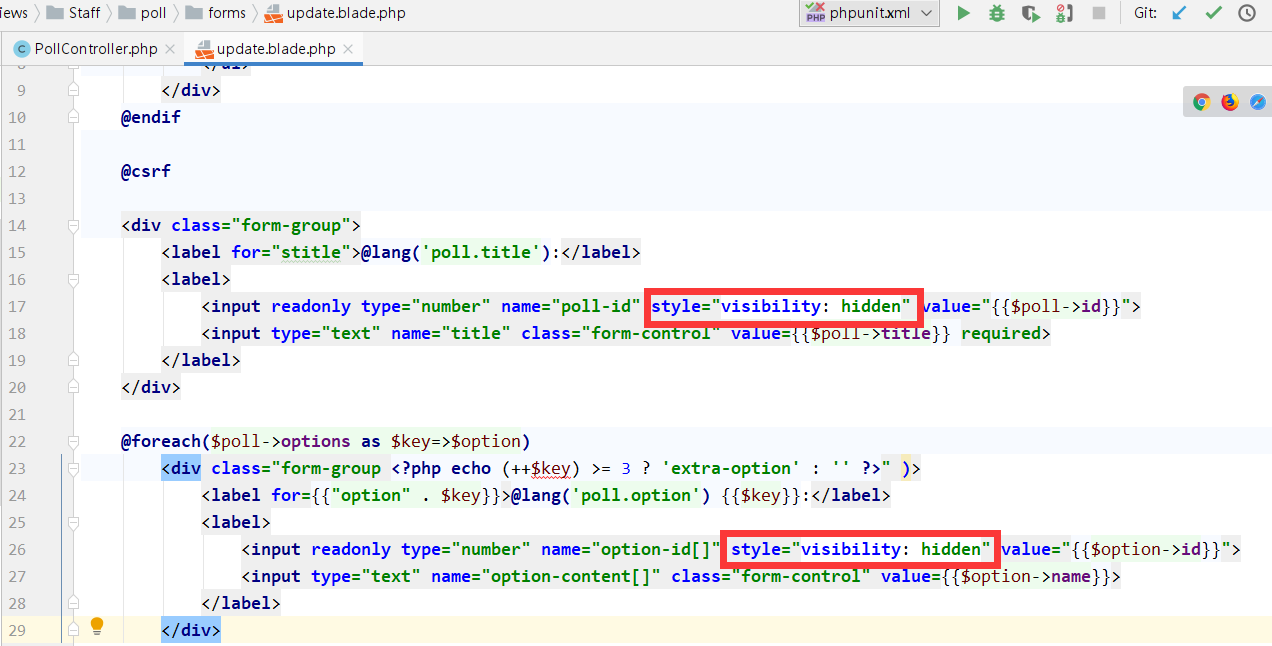 iews Staff poll forms update.blade.php phpunit.xml Git:
PollController.php update.blade.php
8 </div>
9 </div>
10 @endif
11
12 @csrf
13
14 <div class="form-group">
15 <label for="stitle">@lang('poll.title'):</label>
16 <label>
17 <input readonly type="number" name="poll-id" style="visibility: hidden" value="{{$poll->id}}">
18 <input type="text" name="title" class="form-control" value={{$poll->title}} required>
19 </label>
20 </div>
21
22 @foreach($poll->options as $key=>$option)
23 <div class="form-group <?php echo (++$key) >= 3 ? 'extra-option' : '' ?>" )>
24 <label for={{"option" . $key}}>@lang('poll.option') {{$key}}:</label>
25 <label>
26 <input readonly type="number" name="option-id[]" style="visibility: hidden" value="{{$option->id}}">
27 <input type="text" name="option-content[]" class="form-control" value={{$option->name}}>
28 </label>
29 </div>